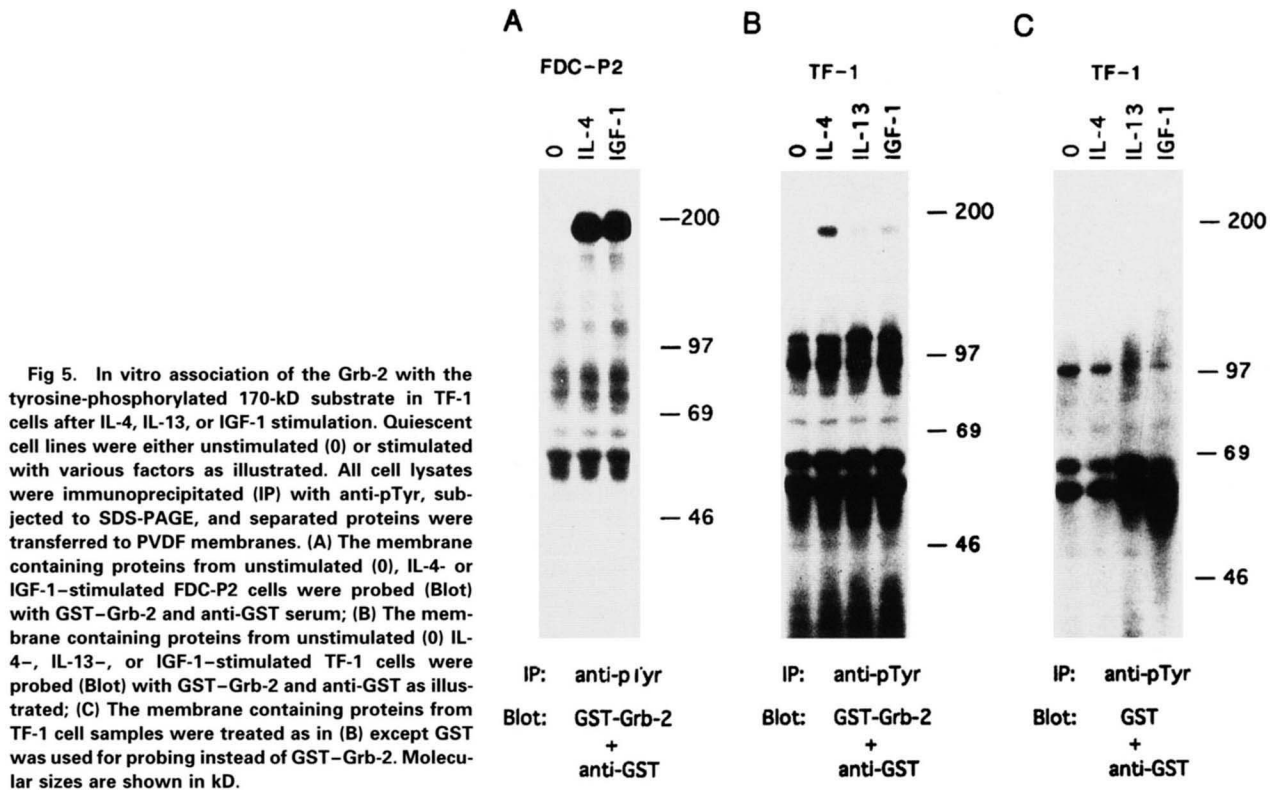 Fig 5. In vitro association of the Grb-2 with the
tyrosine-phosphorylated 170-kD substrate in TF-1
cells after IL-4, IL-13, or IGF-1 stimulation. Quiescent
cell lines were either unstimulated (0) or stimulated
with various factors as illustrated. All cell lysates
were immunoprecipitated (IP) with anti-pTyr, sub-
jected to SDS-PAGE, and separated proteins were
transferred to PVDF membranes. (A) The membrane
containing proteins from unstimulated (0), IL-4- or
IGF-1–stimulated FDC-P2 cells were probed (Blot)
with GST–Grb-2 and anti-GST serum; (B) The mem-
brane containing proteins from unstimulated (0) IL-
4–, IL-13–, or IGF-1–stimulated TF-1 cells were
probed (Blot) with GST–Grb-2 and anti-GST as illus-
trated; (C) The membrane containing proteins from
TF-1 cell samples were treated as in (B) except GST
was used for probing instead of GST–Grb-2. Molecu-
lar sizes are shown in kD.
A
FDC-P2
0 IL-4 IGF-1
—200
— 97
— 69
— 46
IP: anti-pTyr
Blot: GST-Grb-2
+
anti-GST
B
TF-1
0 IL-4 IL-13 IGF-1
— 200
— 97
— 69
— 46
IP: anti-pTyr
Blot: GST-Grb-2
+
anti-GST
C
TF-1
0 IL-4 IL-13 IGF-1
— 200
— 97
— 69
— 46
IP: anti-pTyr
Blot: GST
+
anti-GST